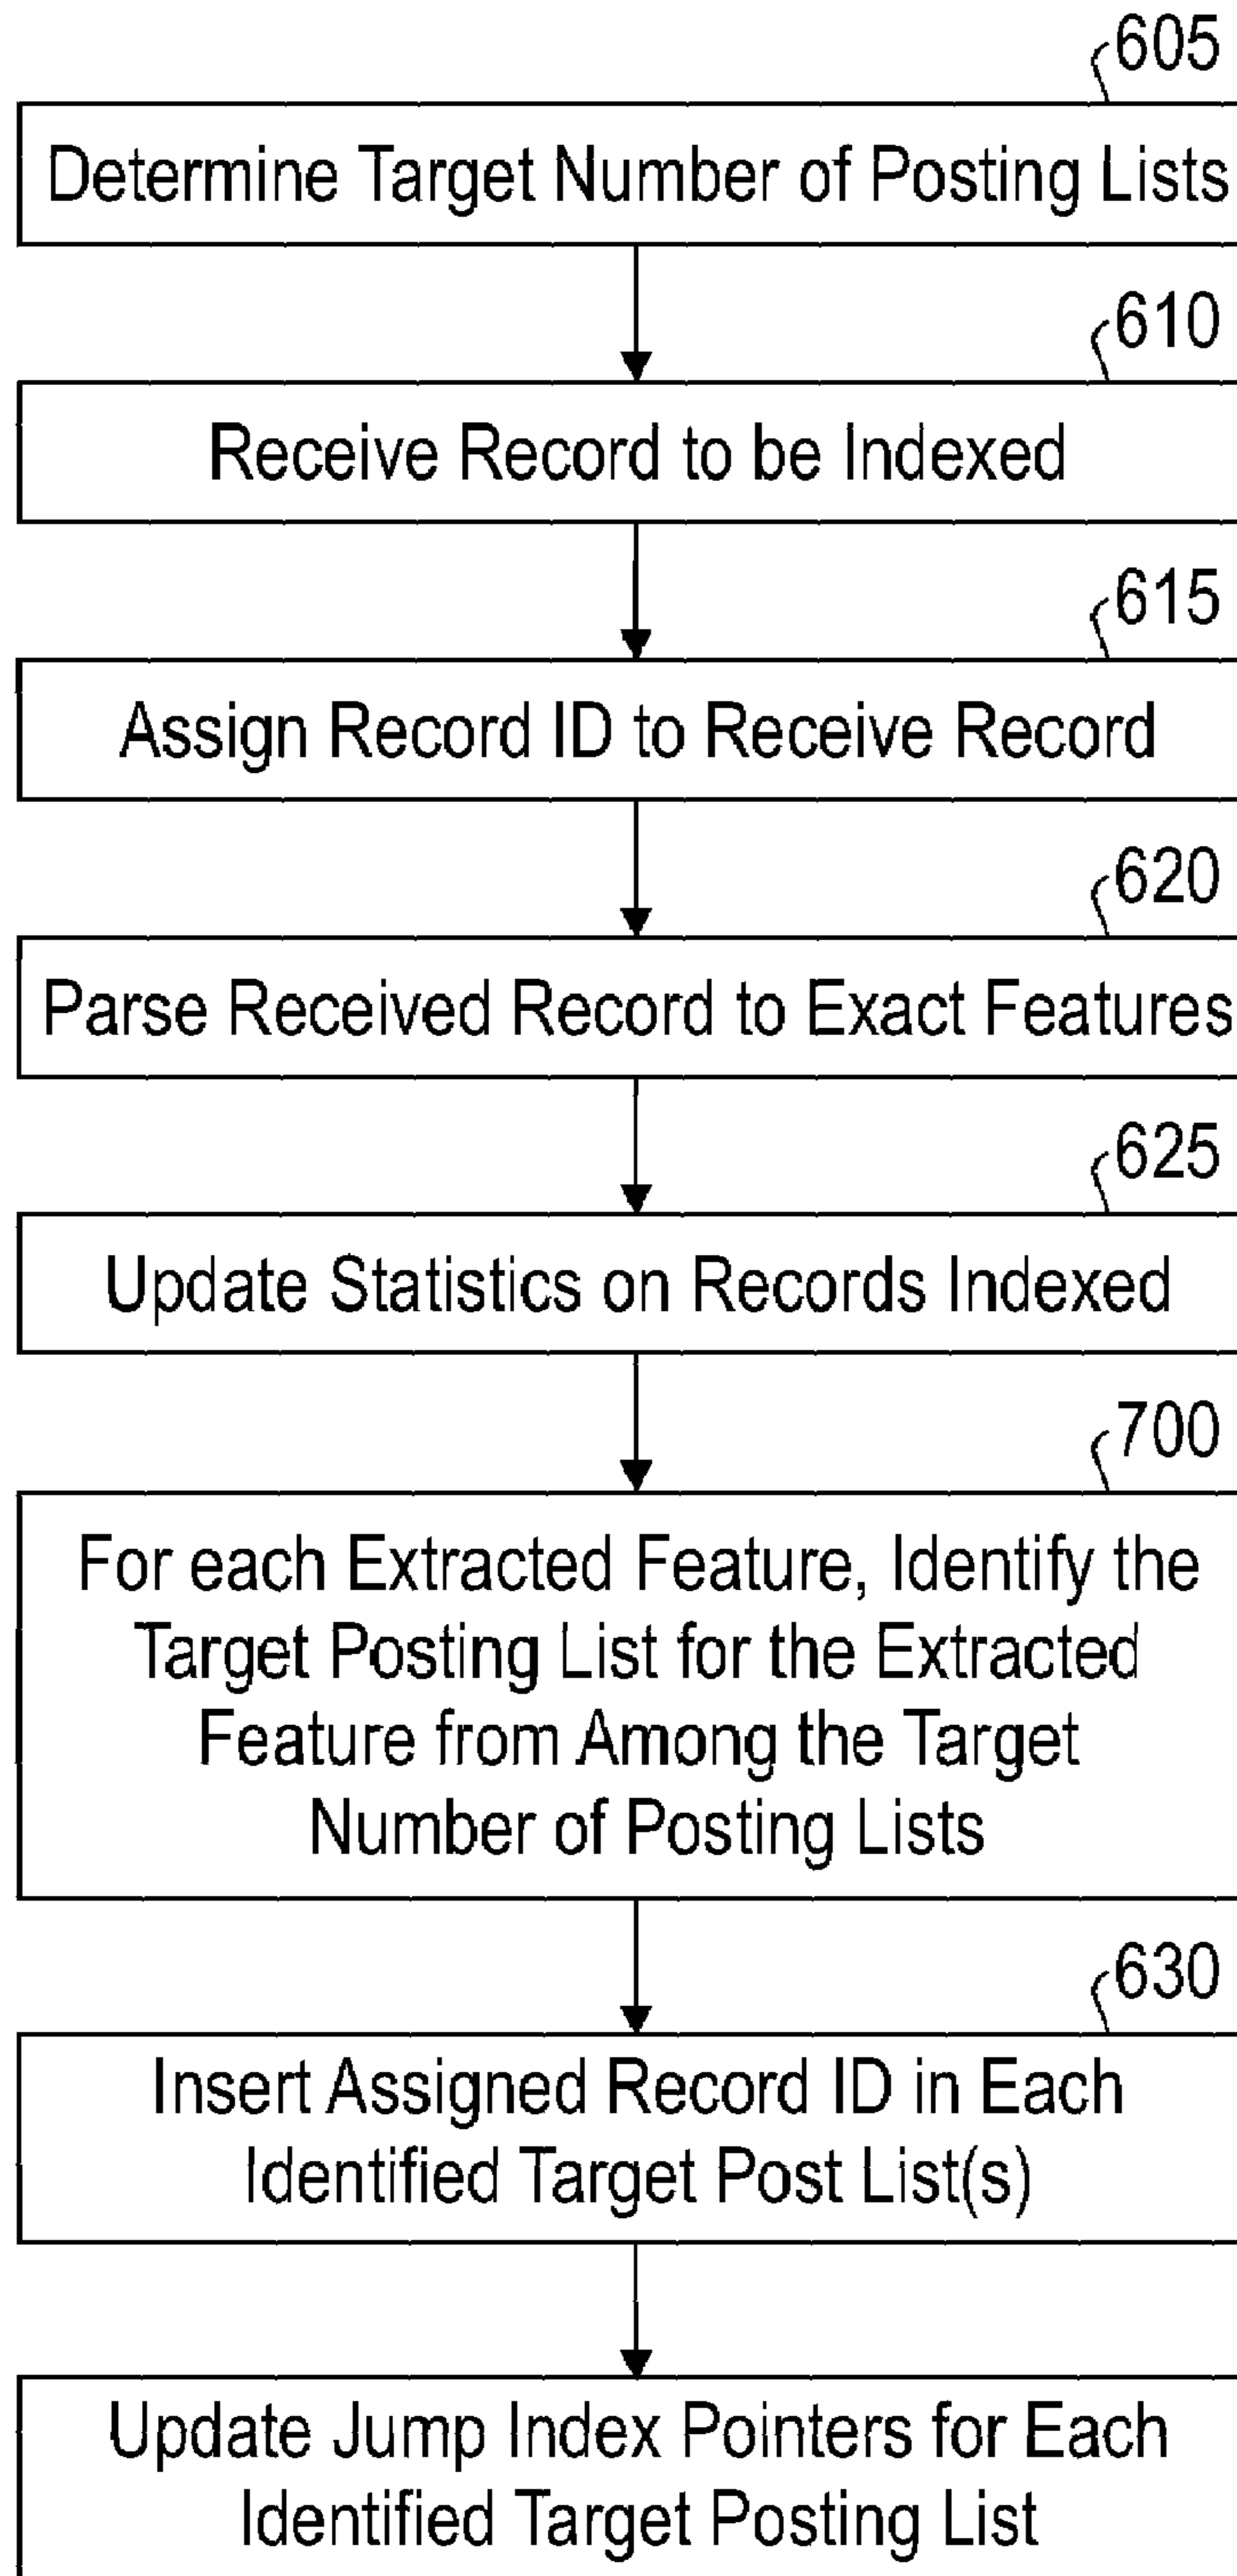 605
Determine Target Number of Posting Lists
610
Receive Record to be Indexed
615
Assign Record ID to Receive Record
620
Parse Received Record to Exact Features
625
Update Statistics on Records Indexed
700
For each Extracted Feature, Identify the
Target Posting List for the Extracted
Feature from Among the Target
Number of Posting Lists
630
Insert Assigned Record ID in Each
Identified Target Post List(s)
Update Jump Index Pointers for Each
Identified Target Posting List